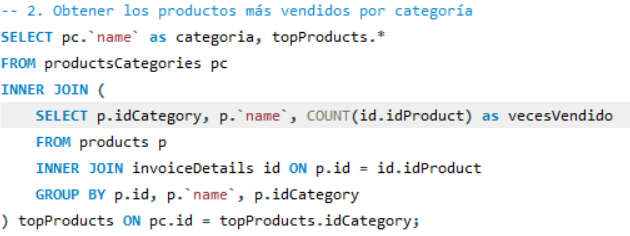 -- 2. Obtener los productos más vendidos por categoría
SELECT pc.`name` as categoria, topProducts.*
FROM productsCategories pc
INNER JOIN (
    SELECT p.idCategory, p.`name`, COUNT(id.idProduct) as vecesVendido
    FROM products p
    INNER JOIN invoiceDetails id ON p.id = id.idProduct
    GROUP BY p.id, p.`name`, p.idCategory
) topProducts ON pc.id = topProducts.idCategory;